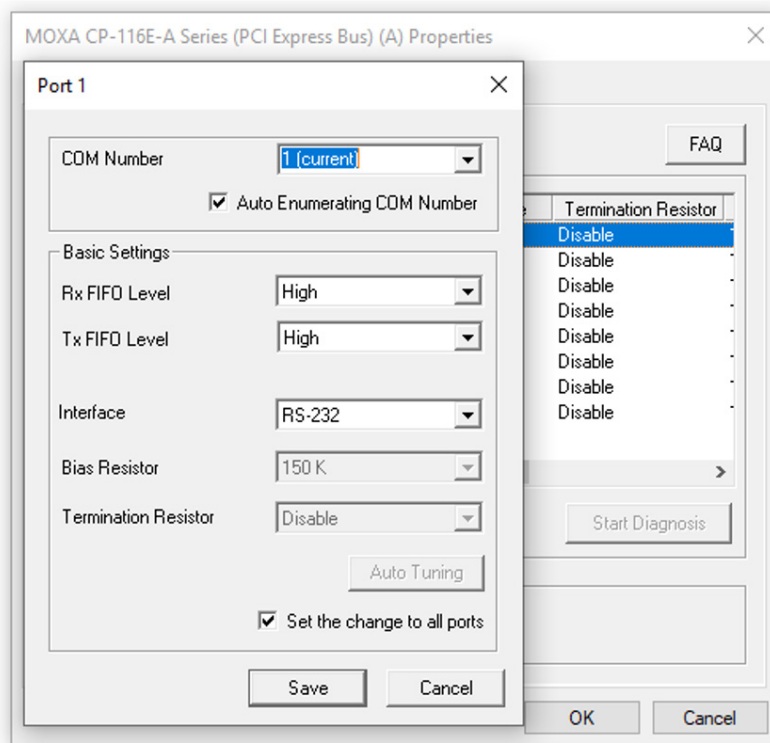 MOXA CP-116E-A Series (PCI Express Bus) (A) Properties
Port 1
COM Number
1 (current)
Auto Enumerating COM Number
Basic Settings
Rx FIFO Level
High
Tx FIFO Level
High
Interface
RS-232
Bias Resistor
150 K
Termination Resistor
Disable
Auto Tuning
Set the change to all ports
Save
Cancel
FAQ
Termination Resistor
Disable
Disable
Disable
Disable
Disable
Disable
Disable
Disable
Start Diagnosis
OK
Cancel